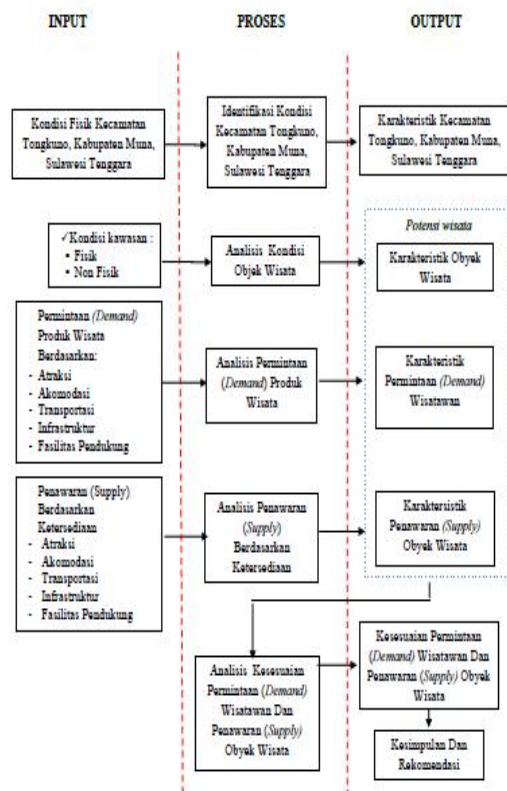 INPUT
PROSES
OUTPUT
Kondisi Fisik Kecamatan
Tongkuno, Kabupaten Muna,
Sulawesi Tenggara
Identifikasi Kondisi
Kecamatan Tongkuno,
Kabupaten Muna,
Sulawesi Tenggara
Karakteristik Kecamatan
Tongkuno, Kabupaten Muna,
Sulawesi Tenggara
✓Kondisi kawasan :
▪ Fisik
▪ Non Fisik
Analisis Kondisi
Objek Wisata
Potensi wisata
Karakteristik Obyek
Wisata
Permintaan (Demand)
Produk Wisata
Berdasarkan:
- Atraksi
- Akomodasi
- Transportasi
- Infrastruktur
- Fasilitas Pendukung
Analisis Permintaan
(Demand) Produk
Wisata
Karakteristik
Permintaan (Demand)
Wisatawan
Penawaran (Supply)
Berdasarkan
Ketersediaan
- Atraksi
- Akomodasi
- Transportasi
- Infrastruktur
- Fasilitas Pendukung
Analisis Penawaran
(Supply)
Berdasarkan
Ketersediaan
Karaktersistik
Penawaran (Supply)
Obyek Wisata
Analisis Kesesuaian
Permintaan (Demand)
Wisatawan Dan
Penawaran (Supply)
Obyek Wisata
Kesesuaian Permintaan
(Demand) Wisatawan Dan
Penawaran (Supply) Obyek
Wisata
Kesimpulan Dan
Rekomendasi